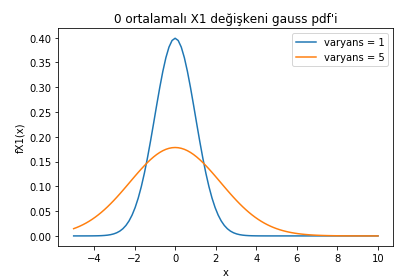 0 ortalamalı X1 değişkeni gauss pdf'i
varyans = 1
varyans = 5
fX1(x)
0.40
0.35
0.30
0.25
0.20
0.15
0.10
0.05
0.00
−4 −2 0 2 4 6 8 10
x